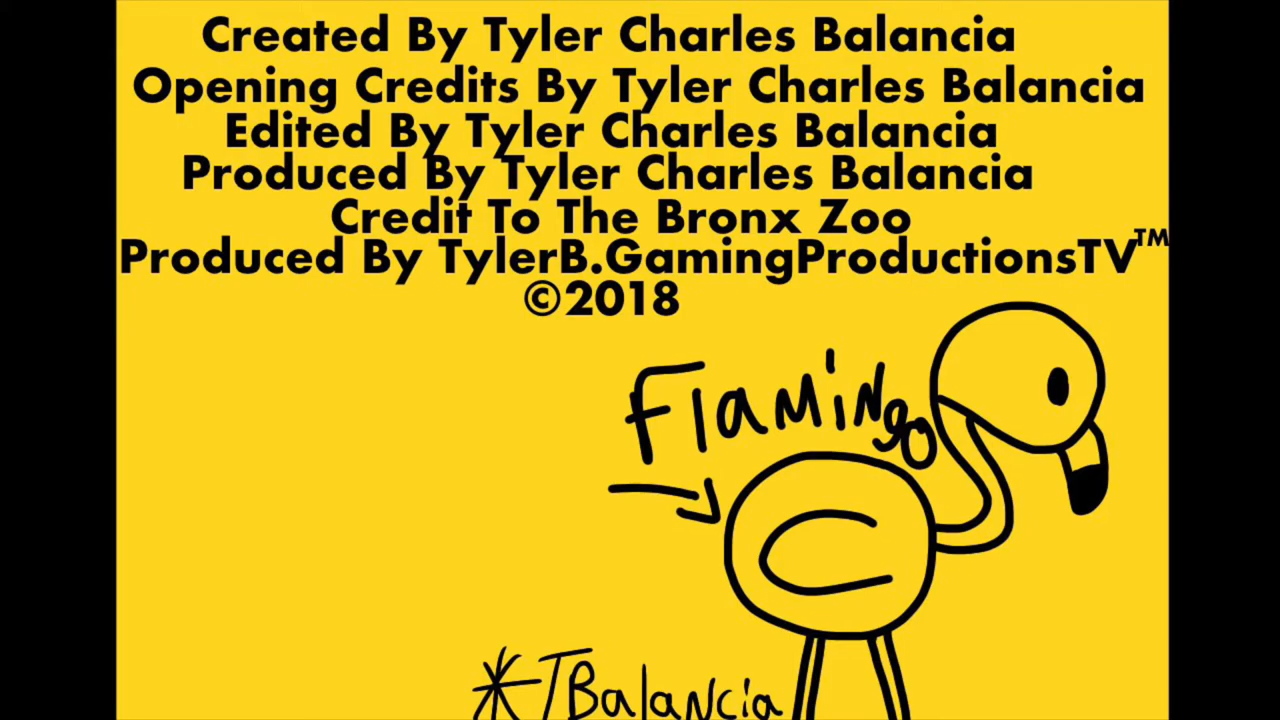 Created By Tyler Charles Balancia
Opening Credits By Tyler Charles Balancia
Edited By Tyler Charles Balancia
Produced By Tyler Charles Balancia
Credit To The Bronx Zoo
Produced By TylerB.GamingProductionsTV™
©2018
Flamingo
*TBalancia